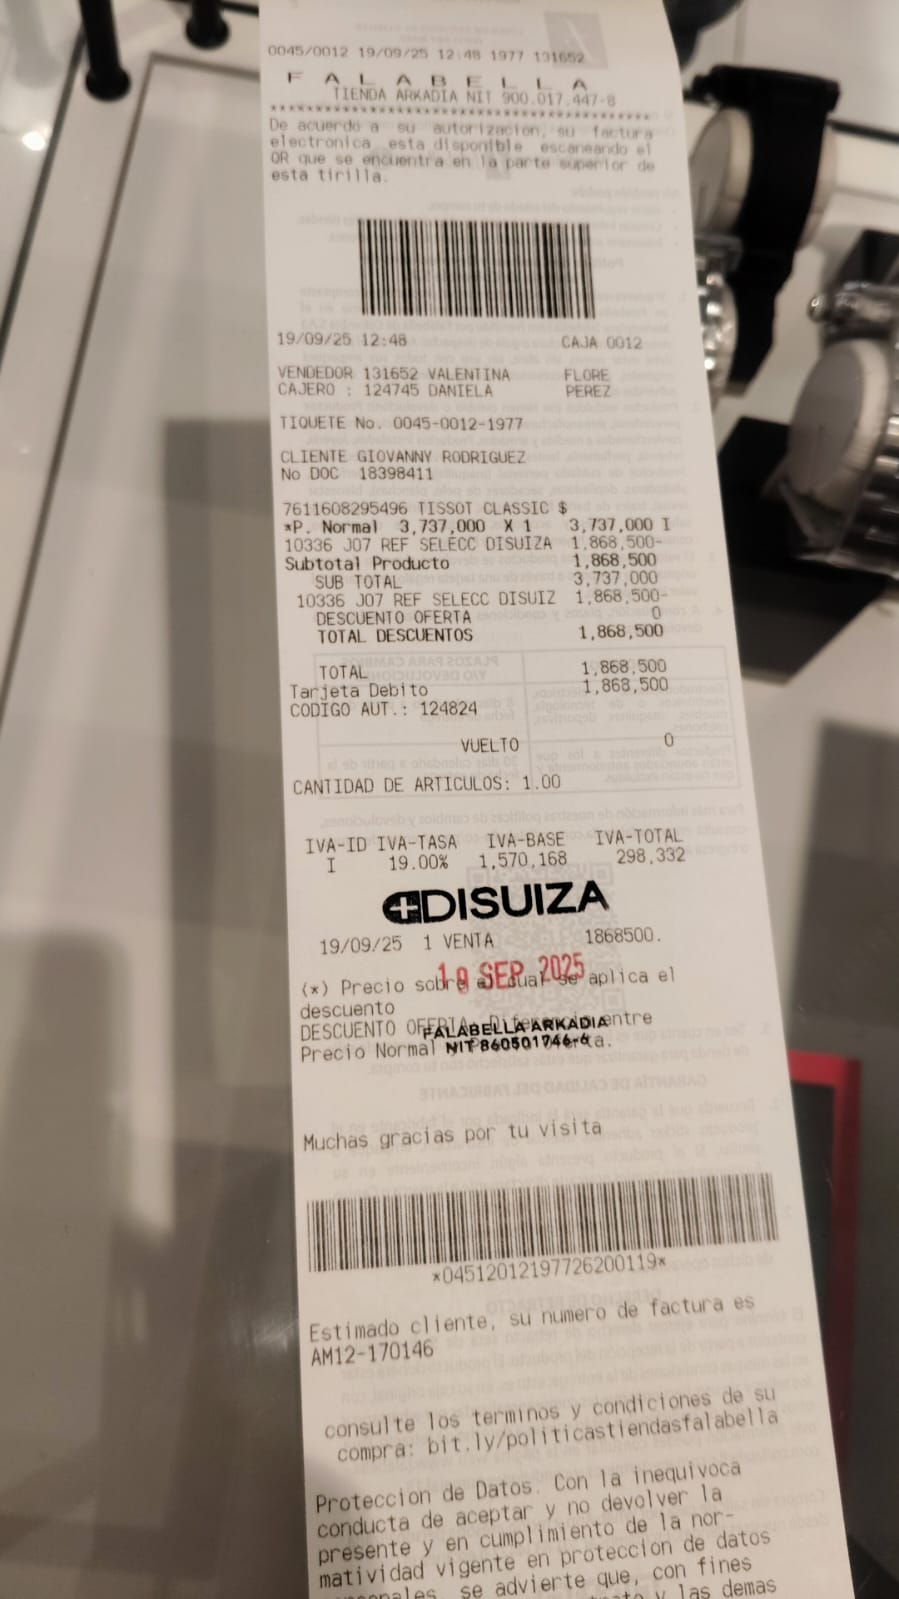 0045/0012 19/09/25 12:48 1977 131652
F A L A B E L L A
TIENDA ARKADIA NIT 900.017.447-8
****************************************
De acuerdo a su autorizacion, su factura
electronica esta disponible escaneando el
QR que se encuentra en la parte superior de
esta tirilla.
19/09/25 12:48 CAJA 0012
VENDEDOR 131652 VALENTINA FLORE
CAJERO : 124745 DANIELA PEREZ
TIQUETE No. 0045-0012-1977
CLIENTE GIOVANNY RODRIGUEZ
No DOC 18398411
7611608295496 TISSOT CLASSIC $
*P. Normal 3,737,000 X 1 3,737,000 I
10336 J07 REF SELECC DISUIZA 1,868,500-
Subtotal Producto 1,868,500
SUB TOTAL 3,737,000
10336 J07 REF SELECC DISUIZ 1,868,500-
DESCUENTO OFERTA 0
TOTAL DESCUENTOS 1,868,500
TOTAL 1,868,500
Tarjeta Debito 1,868,500
CODIGO AUT.: 124824
VUELTO 0
CANTIDAD DE ARTICULOS: 1.00
IVA-ID IVA-TASA IVA-BASE IVA-TOTAL
I 19.00% 1,570,168 298,332
DISUIZA
19/09/25 1 VENTA 1868500.
19 SEP 2025
(*) Precio sobre el cual se aplica el
descuento
DESCUENTO OFERTA: Diferencia entre
FALABELLA ARKADIA
Precio Normal y Oferta.
NIT 860501746-6
Muchas gracias por tu visita
*04512012197726200119*
Estimado cliente, su numero de factura es
AM12-170146
consulte los terminos y condiciones de su
compra: bit.ly/politicastiendasfalabella
Proteccion de Datos. Con la inequivoca
conducta de aceptar y no devolver la
presente y en cumplimiento de la nor-
matividad vigente en proteccion de datos
se advierte que, con fines
y las demas